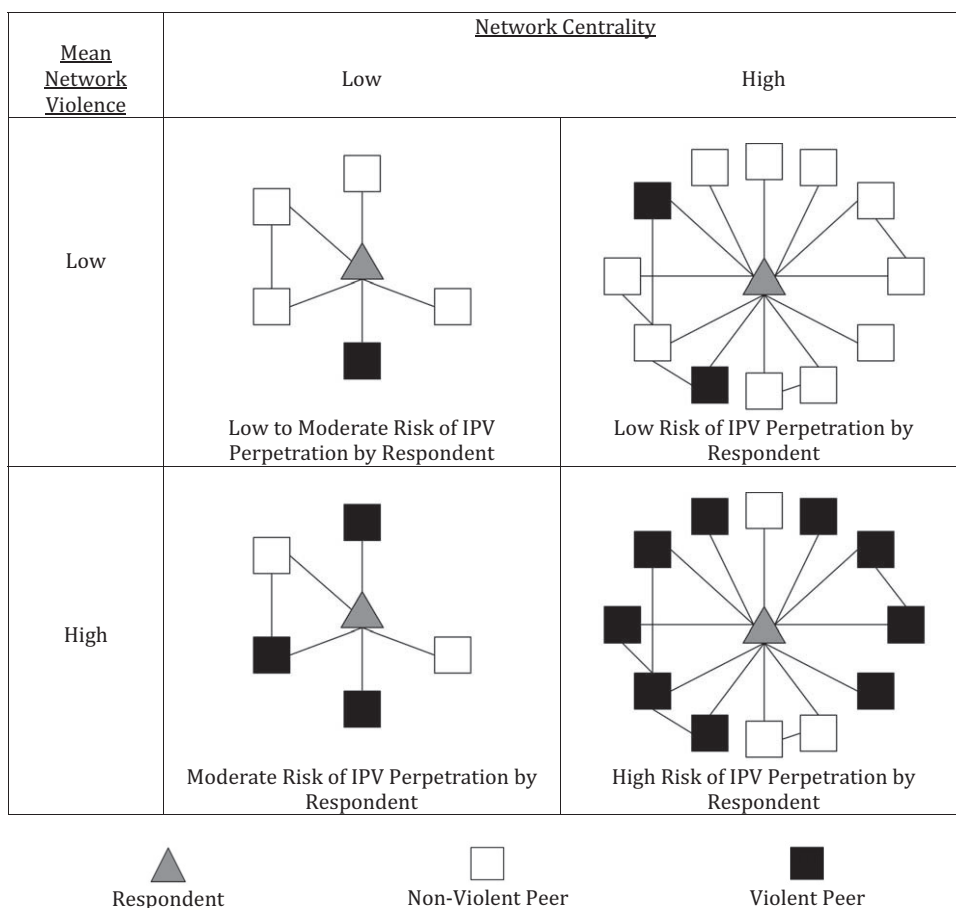 Network Centrality
Mean
Network
Violence
Low
High
Low
Low to Moderate Risk of IPV
Perpetration by Respondent
Low Risk of IPV Perpetration by
Respondent
High
Moderate Risk of IPV Perpetration by
Respondent
High Risk of IPV Perpetration by
Respondent
Respondent
Non-Violent Peer
Violent Peer